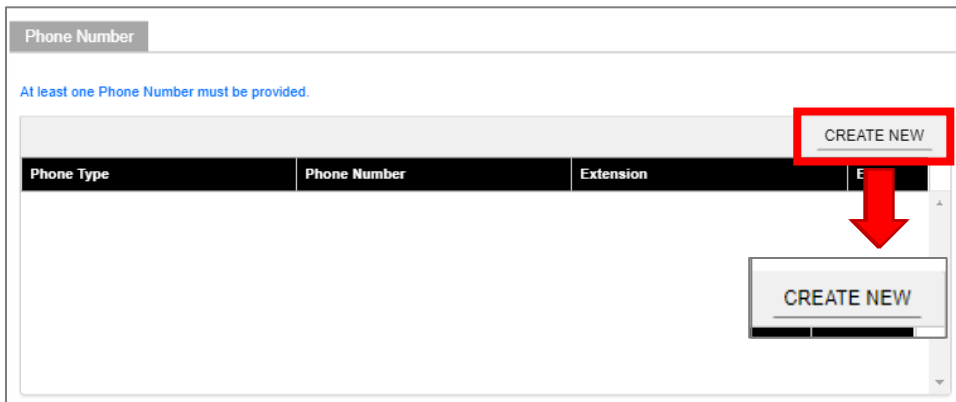 Phone Number
At least one Phone Number must be provided.
CREATE NEW
Phone Type Phone Number Extension
CREATE NEW